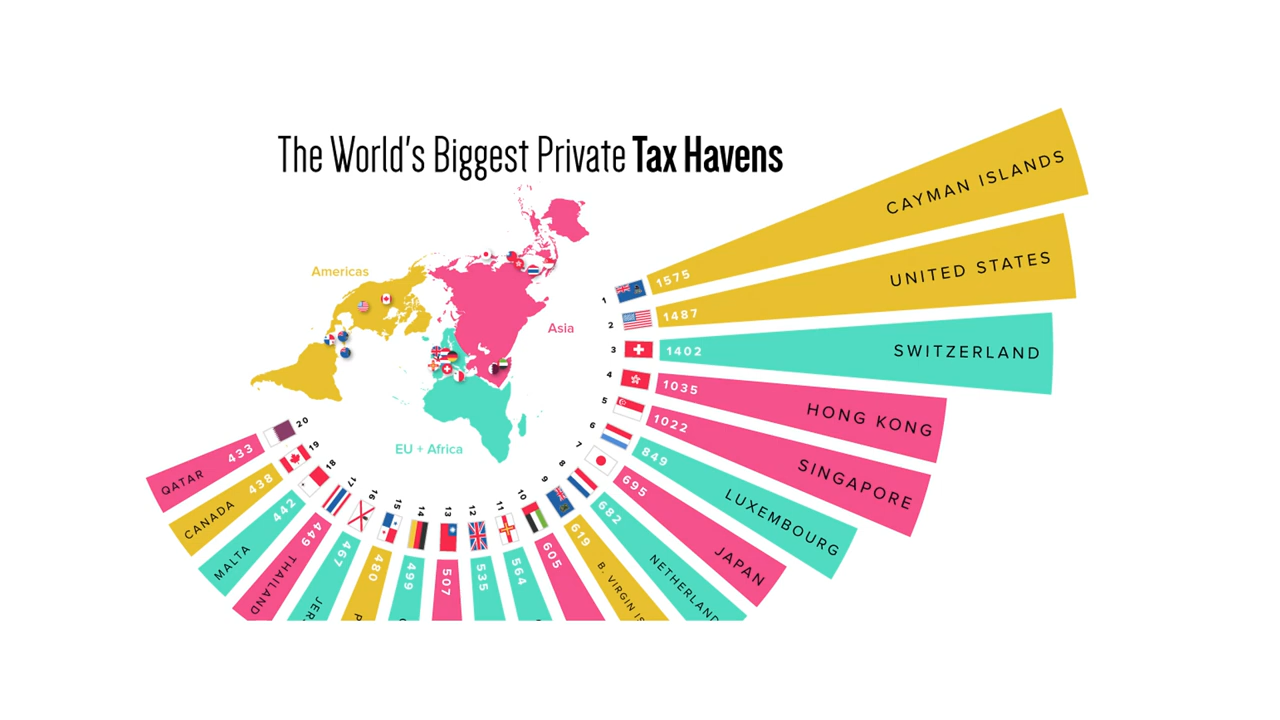 The World's Biggest Private Tax Havens
Americas
Asia
EU + Africa
1 1575 CAYMAN ISLANDS
2 1487 UNITED STATES
3 1402 SWITZERLAND
4 1035 HONG KONG
5 1022 SINGAPORE
6 849 LUXEMBOURG
7 695 JAPAN
8 682 NETHERLAND
9 619 B. VIRGIN IS
10 605
11 564
12 535
13 507
14 499
15 480
16 467 JER
17 449 THAILAND
18 442 MALTA
19 438 CANADA
20 433 QATAR